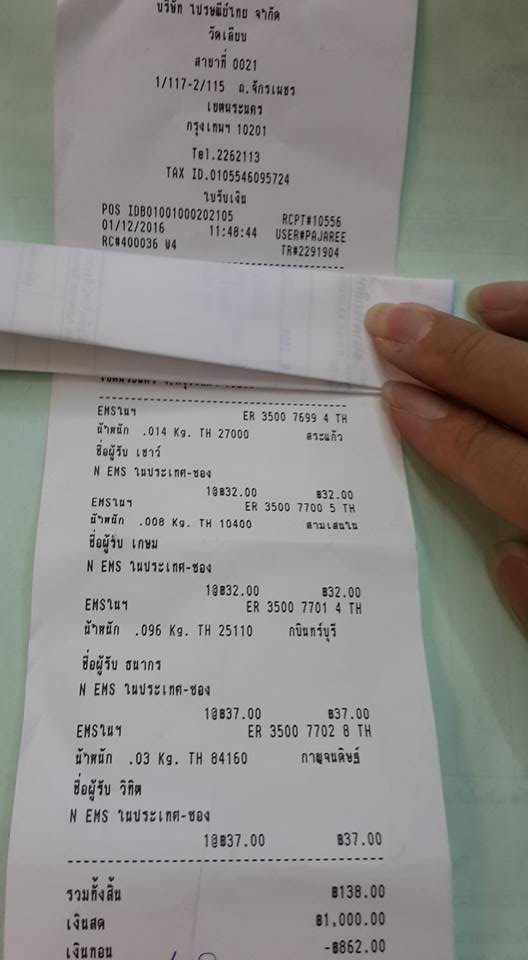 บริษัท ไปรษณีย์ไทย จำกัด
วัดเลียบ
สาขาที่ 0021
1/117-2/115 ถ.จักรเพชร
เขตพระนคร
กรุงเทพฯ 10201
Tel.2262113
TAX ID.0105546095724
ใบรับเงิน
POS IDB01001000202105 RCPT#10556
01/12/2016 11:48:44 USER#PAJAREE
RC#400036 W4 TR#2291904
EMSในฯ ER 3500 7699 4 TH
น้ำหนัก .014 Kg. TH 27000 สระแก้ว
ชื่อผู้รับ เชาว์
N EMS ในประเทศ-ซอง
1@฿32.00 ฿32.00
EMSในฯ ER 3500 7700 5 TH
น้ำหนัก .008 Kg. TH 10400 สามเสนใน
ชื่อผู้รับ เกษม
N EMS ในประเทศ-ซอง
1@฿32.00 ฿32.00
EMSในฯ ER 3500 7701 4 TH
น้ำหนัก .096 Kg. TH 25110 กบินทร์บุรี
ชื่อผู้รับ ธนากร
N EMS ในประเทศ-ซอง
1@฿37.00 ฿37.00
EMSในฯ ER 3500 7702 8 TH
น้ำหนัก .03 Kg. TH 84160 กาญจนดิษฐ์
ชื่อผู้รับ วิทิต
N EMS ในประเทศ-ซอง
1@฿37.00 ฿37.00
รวมทั้งสิ้น ฿138.00
เงินสด ฿1,000.00
เงินทอน -฿862.00